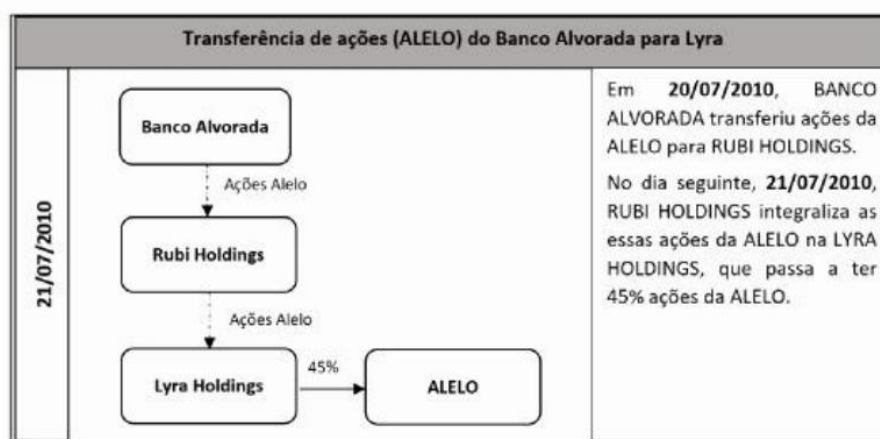 Transferência de ações (ALELO) do Banco Alvorada para Lyra
21/07/2010
Banco Alvorada
Ações Alelo
Rubi Holdings
Ações Alelo
Lyra Holdings
45%
ALELO
Em 20/07/2010, BANCO
ALVORADA transferiu ações da
ALELO para RUBI HOLDINGS.
No dia seguinte, 21/07/2010,
RUBI HOLDINGS integraliza as
essas ações da ALELO na LYRA
HOLDINGS, que passa a ter
45% ações da ALELO.